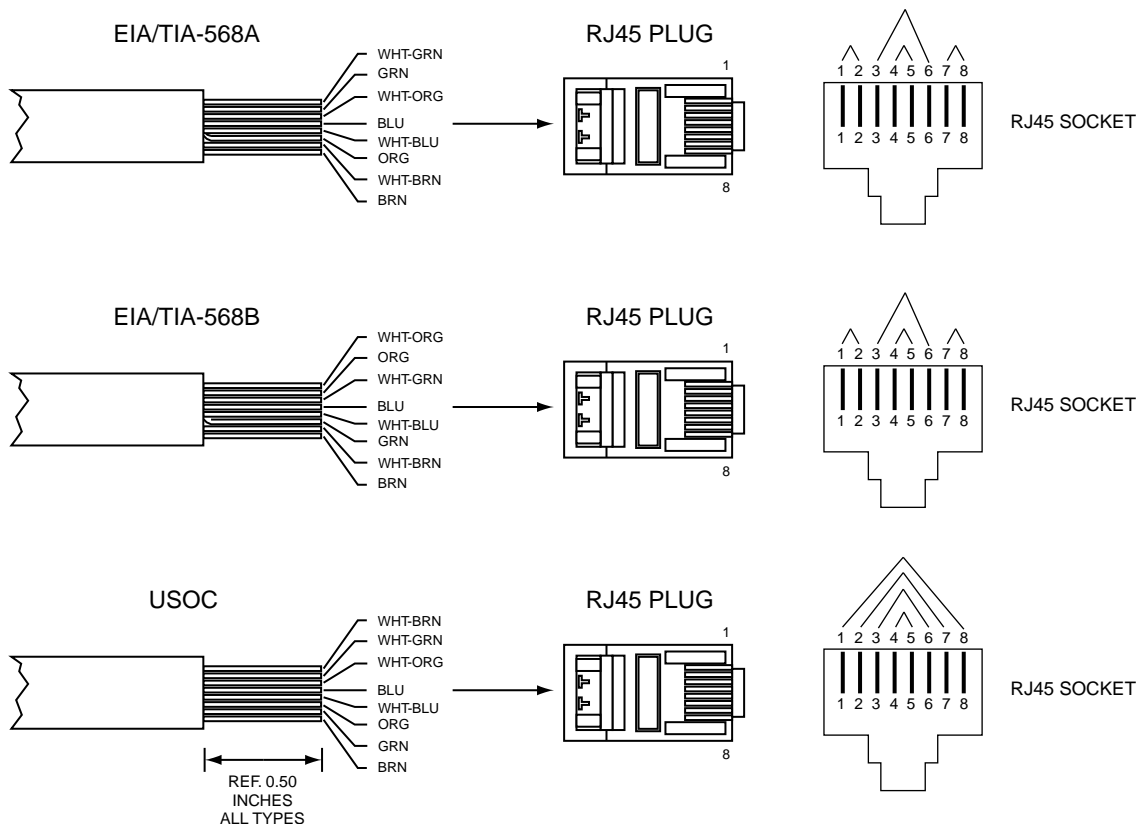 EIA/TIA-568A
RJ45 PLUG
WHT-GRN
GRN
WHT-ORG
BLU
WHT-BLU
ORG
WHT-BRN
BRN
1
8
1 2 3 4 5 6 7 8
1 2 3 4 5 6 7 8
RJ45 SOCKET
EIA/TIA-568B
RJ45 PLUG
WHT-ORG
ORG
WHT-GRN
BLU
WHT-BLU
GRN
WHT-BRN
BRN
1
8
1 2 3 4 5 6 7 8
1 2 3 4 5 6 7 8
RJ45 SOCKET
USOC
RJ45 PLUG
WHT-BRN
WHT-GRN
WHT-ORG
BLU
WHT-BLU
ORG
GRN
BRN
1
8
1 2 3 4 5 6 7 8
1 2 3 4 5 6 7 8
RJ45 SOCKET
REF. 0.50
INCHES
ALL TYPES